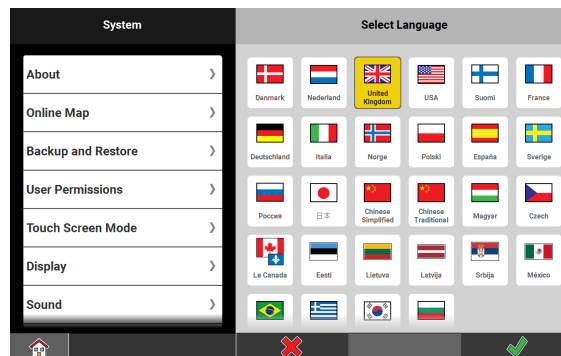 System
Select Language
About
Online Map
Backup and Restore
User Permissions
Touch Screen Mode
Display
Sound
Danmark
Nederland
United
Kingdom
USA
Suomi
France
Deutschland
Italia
Norge
Polski
España
Sverige
Россия
日本
Chinese
Simplified
Chinese
Traditional
Magyar
Czech
Le Canada
Eesti
Lietuva
Latvija
Srbija
México